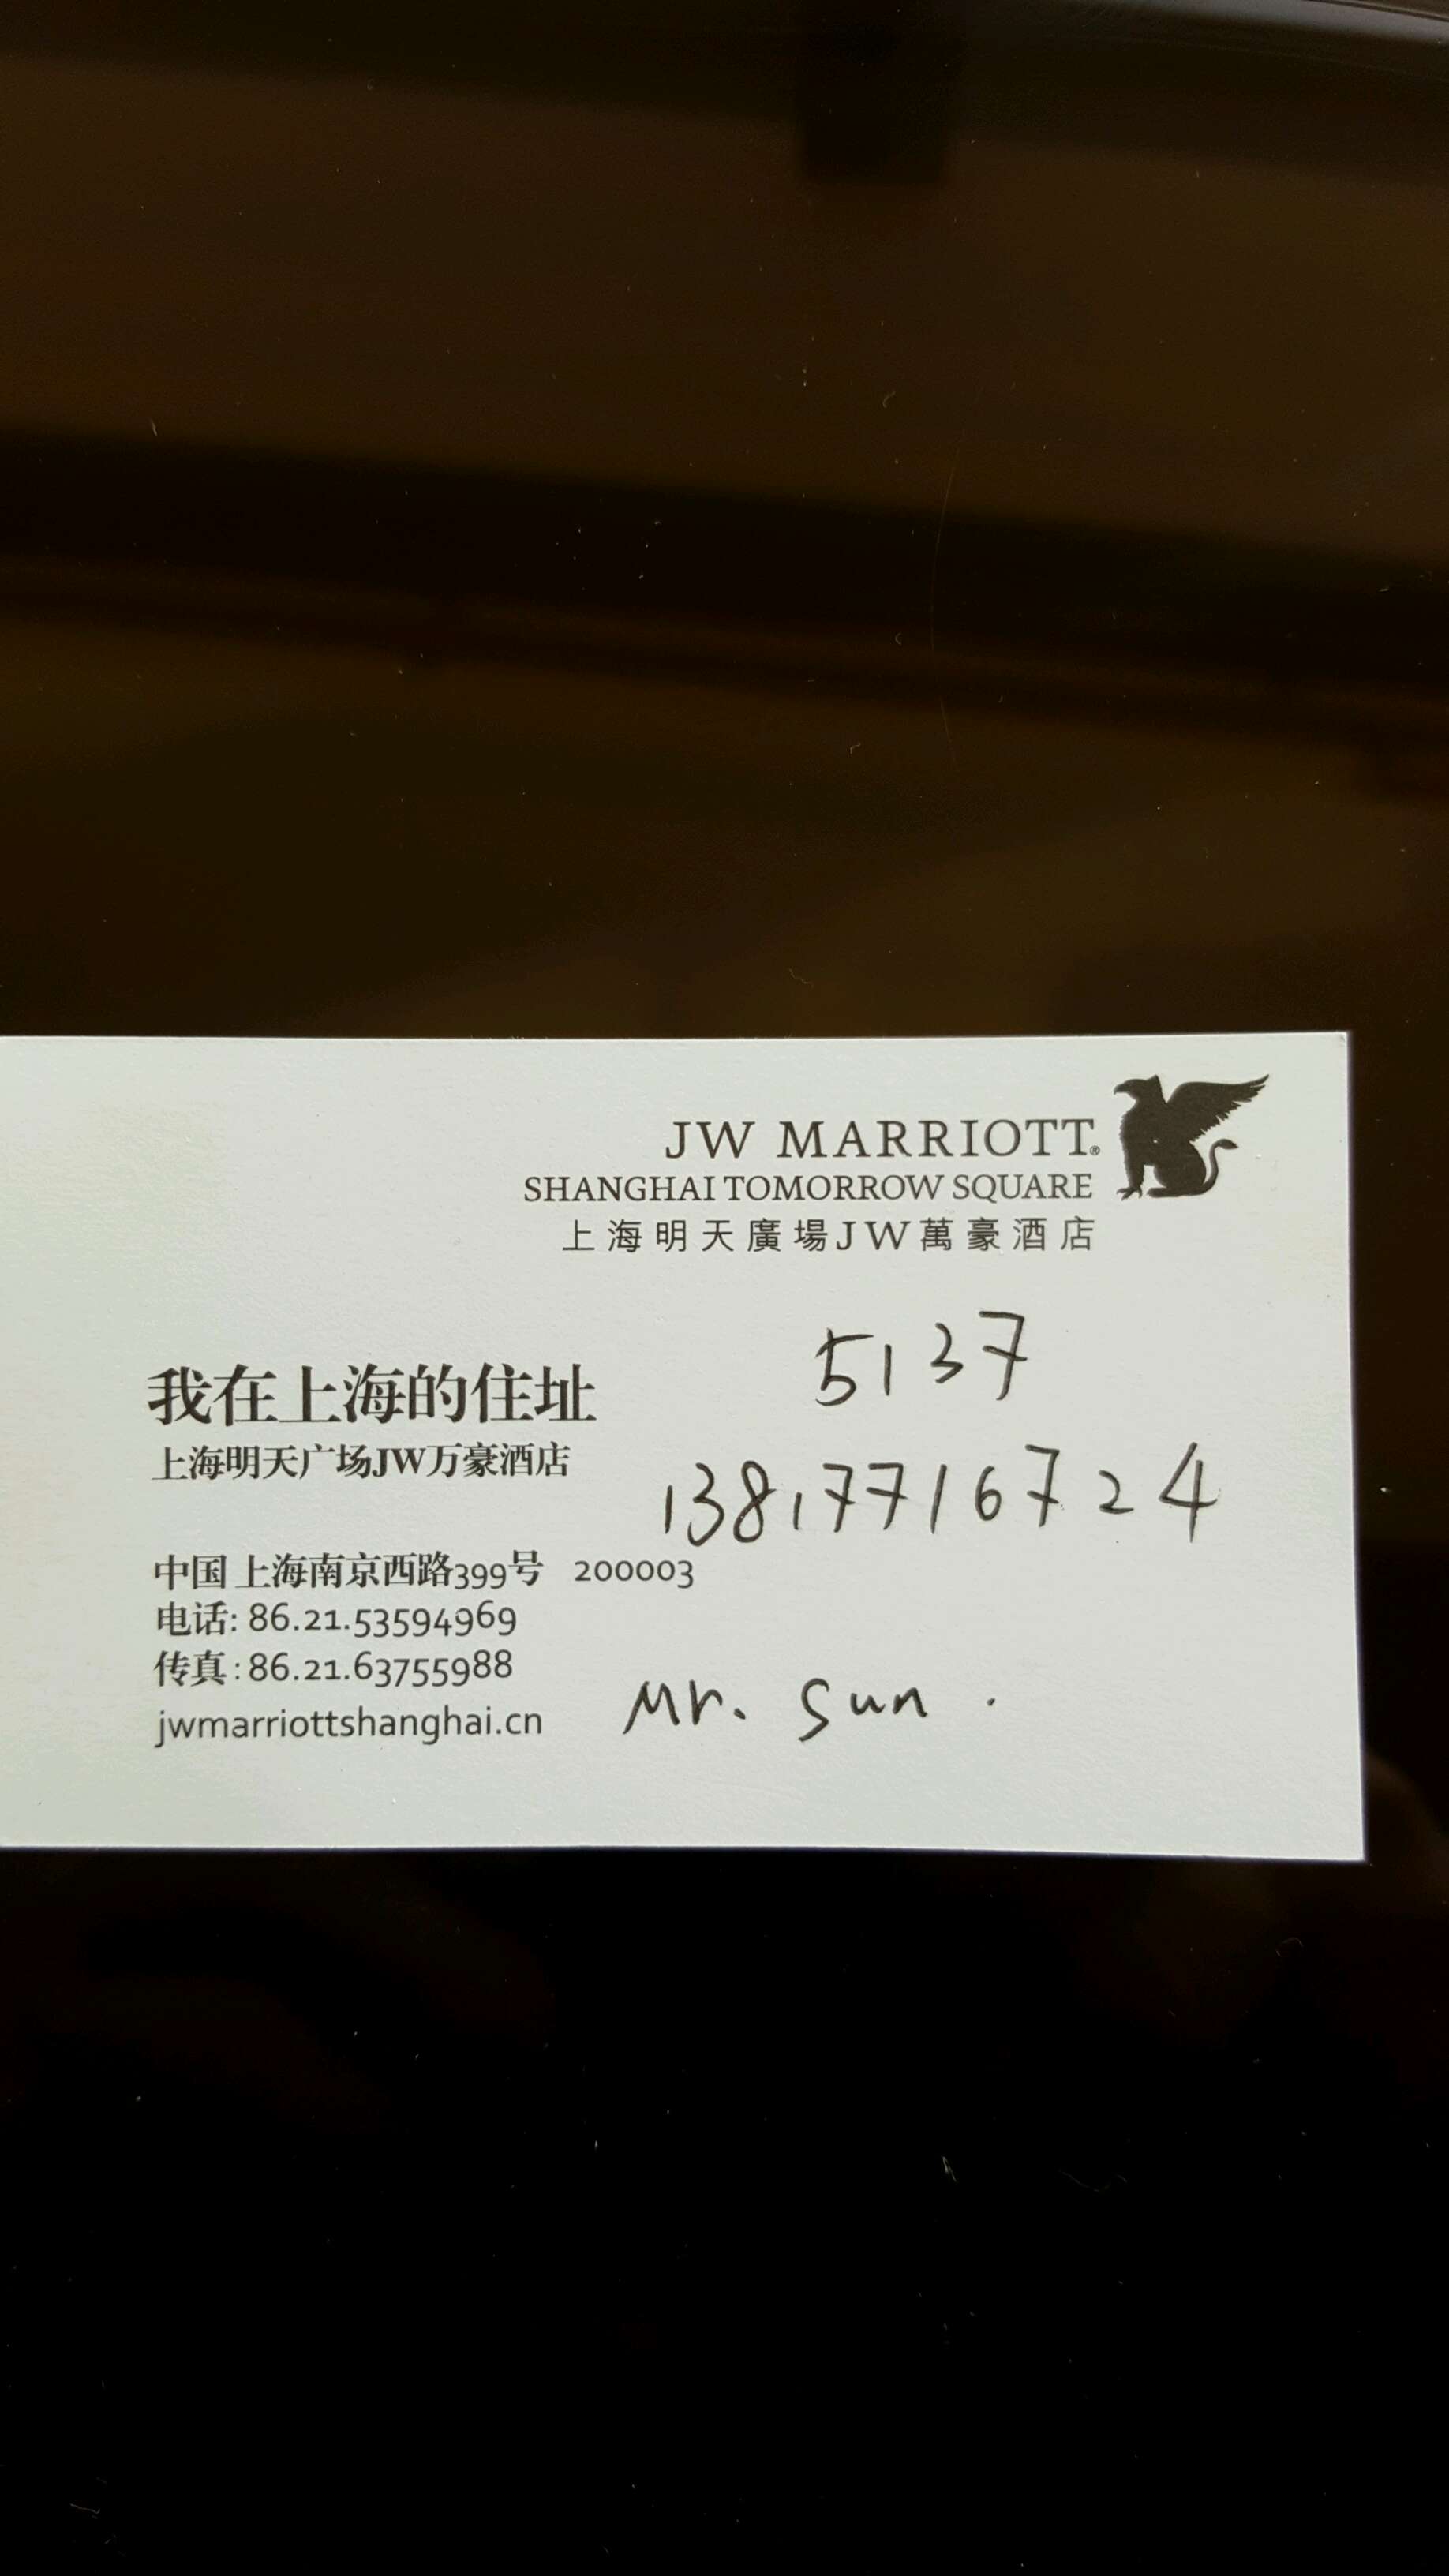 JW MARRIOTT®
SHANGHAI TOMORROW SQUARE
上海明天廣場JW萬豪酒店
5137
我在上海的住址
上海明天广场JW万豪酒店
13817716724
中国 上海南京西路399号 200003
电话: 86.21.53594969
传真: 86.21.63755988
jwmarriottshanghai.cn
Mr. Sun .